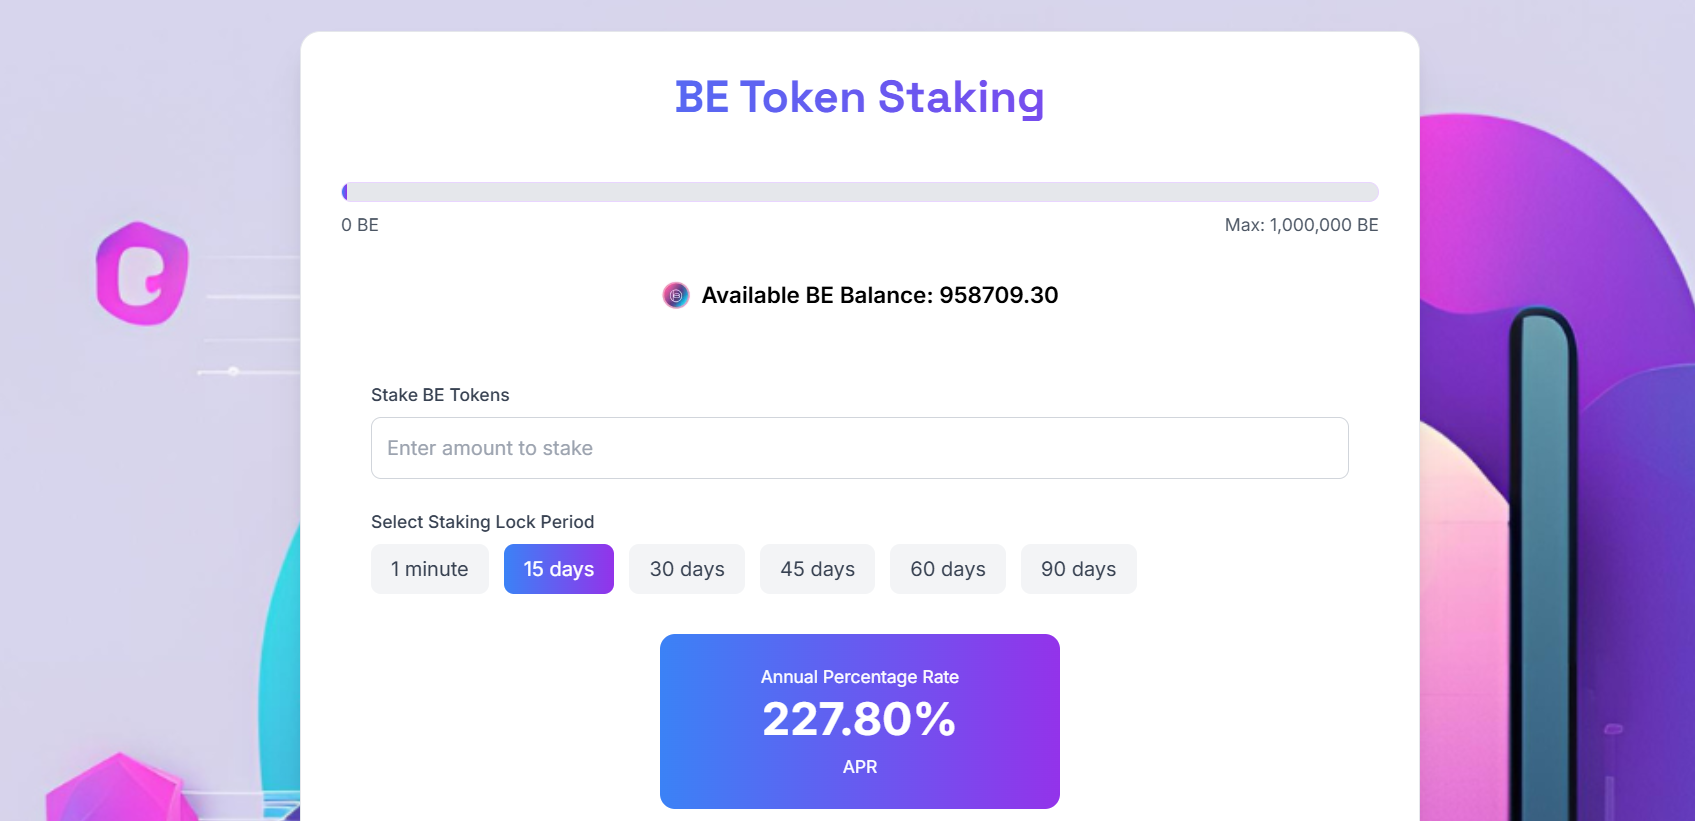 BE Token Staking
0 BE
Max: 1,000,000 BE
Available BE Balance: 958709.30
Stake BE Tokens
Enter amount to stake
Select Staking Lock Period
1 minute
15 days
30 days
45 days
60 days
90 days
Annual Percentage Rate
227.80%
APR